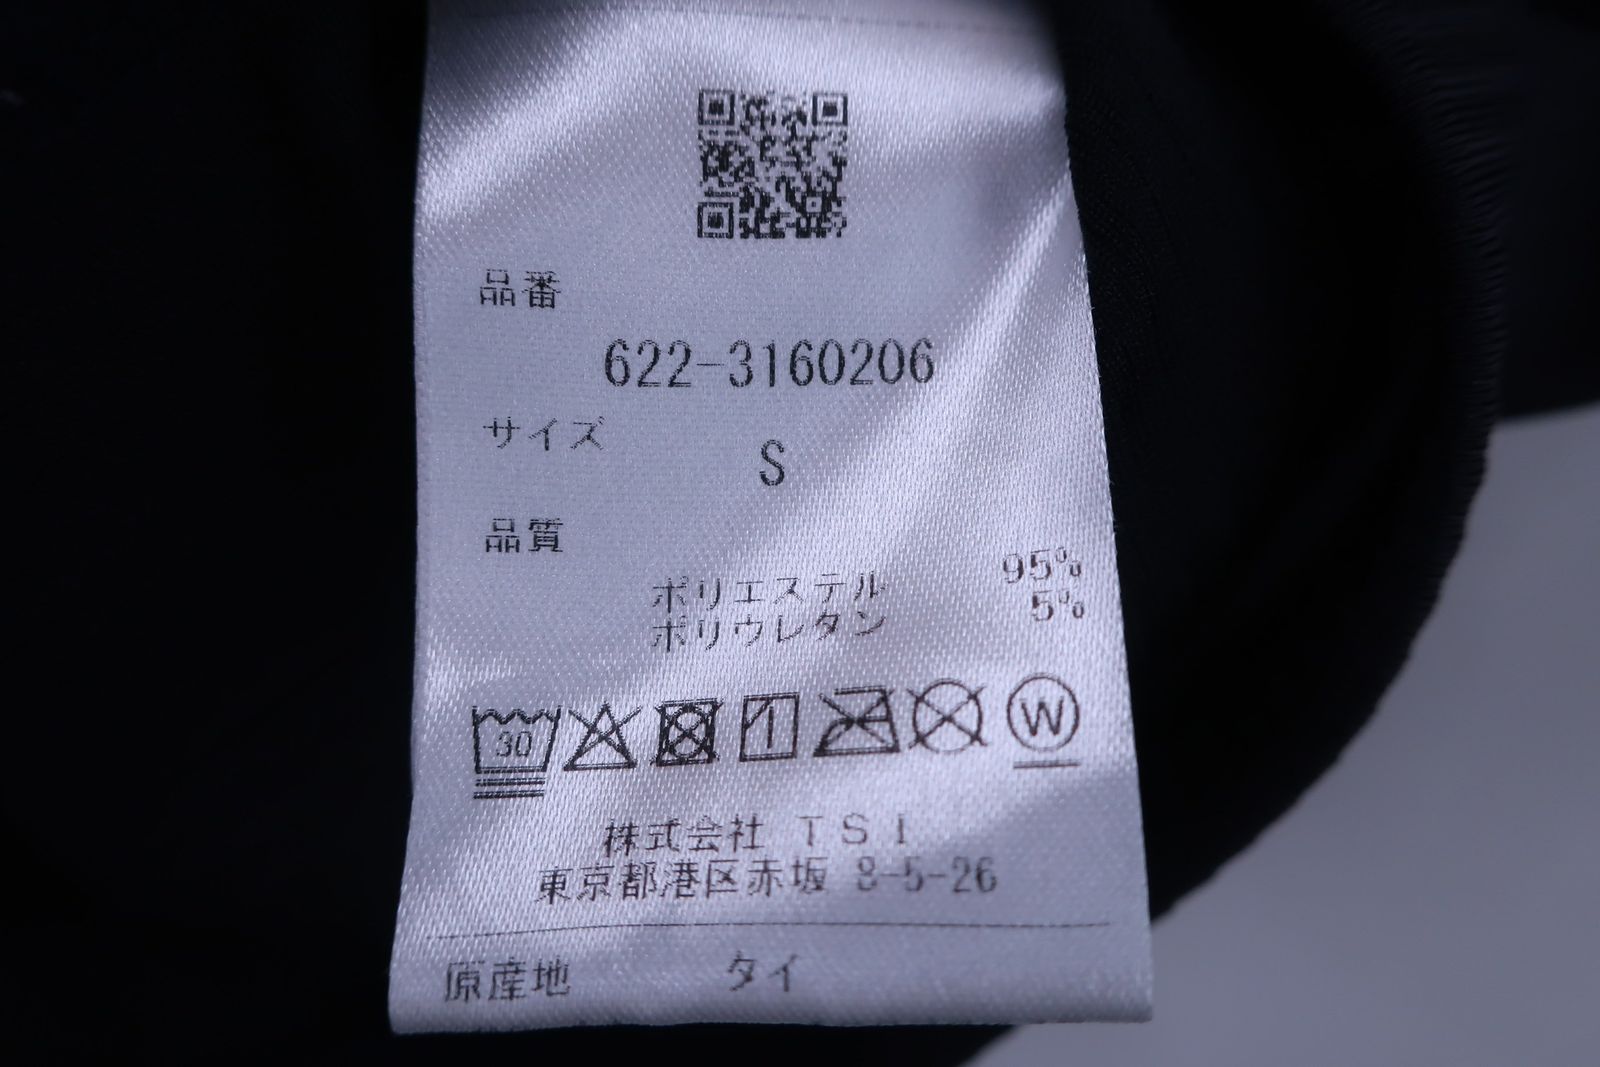 品番
622-3160206
サイズ
S
品質
ポリエステル 95%
ポリウレタン 5%
30
W
株式会社 TSI
東京都港区赤坂 8-5-26
原産地 タイ